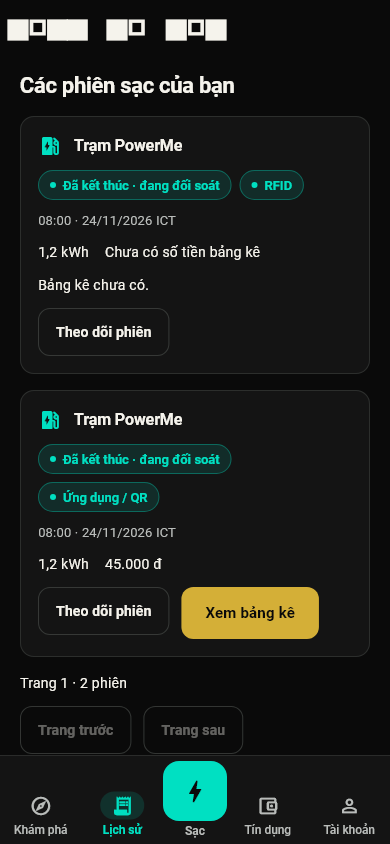 Các phiên sạc của bạn
Trạm PowerMe
Đã kết thúc · đang đối soát
RFID
08:00 · 24/11/2026 ICT
1,2 kWh Chưa có số tiền bảng kê
Bảng kê chưa có.
Theo dõi phiên
Trạm PowerMe
Đã kết thúc · đang đối soát
Ứng dụng / QR
08:00 · 24/11/2026 ICT
1,2 kWh 45.000 đ
Theo dõi phiên Xem bảng kê
Trang 1 · 2 phiên
Trang trước Trang sau
Khám phá Lịch sử Sạc Tín dụng Tài khoản